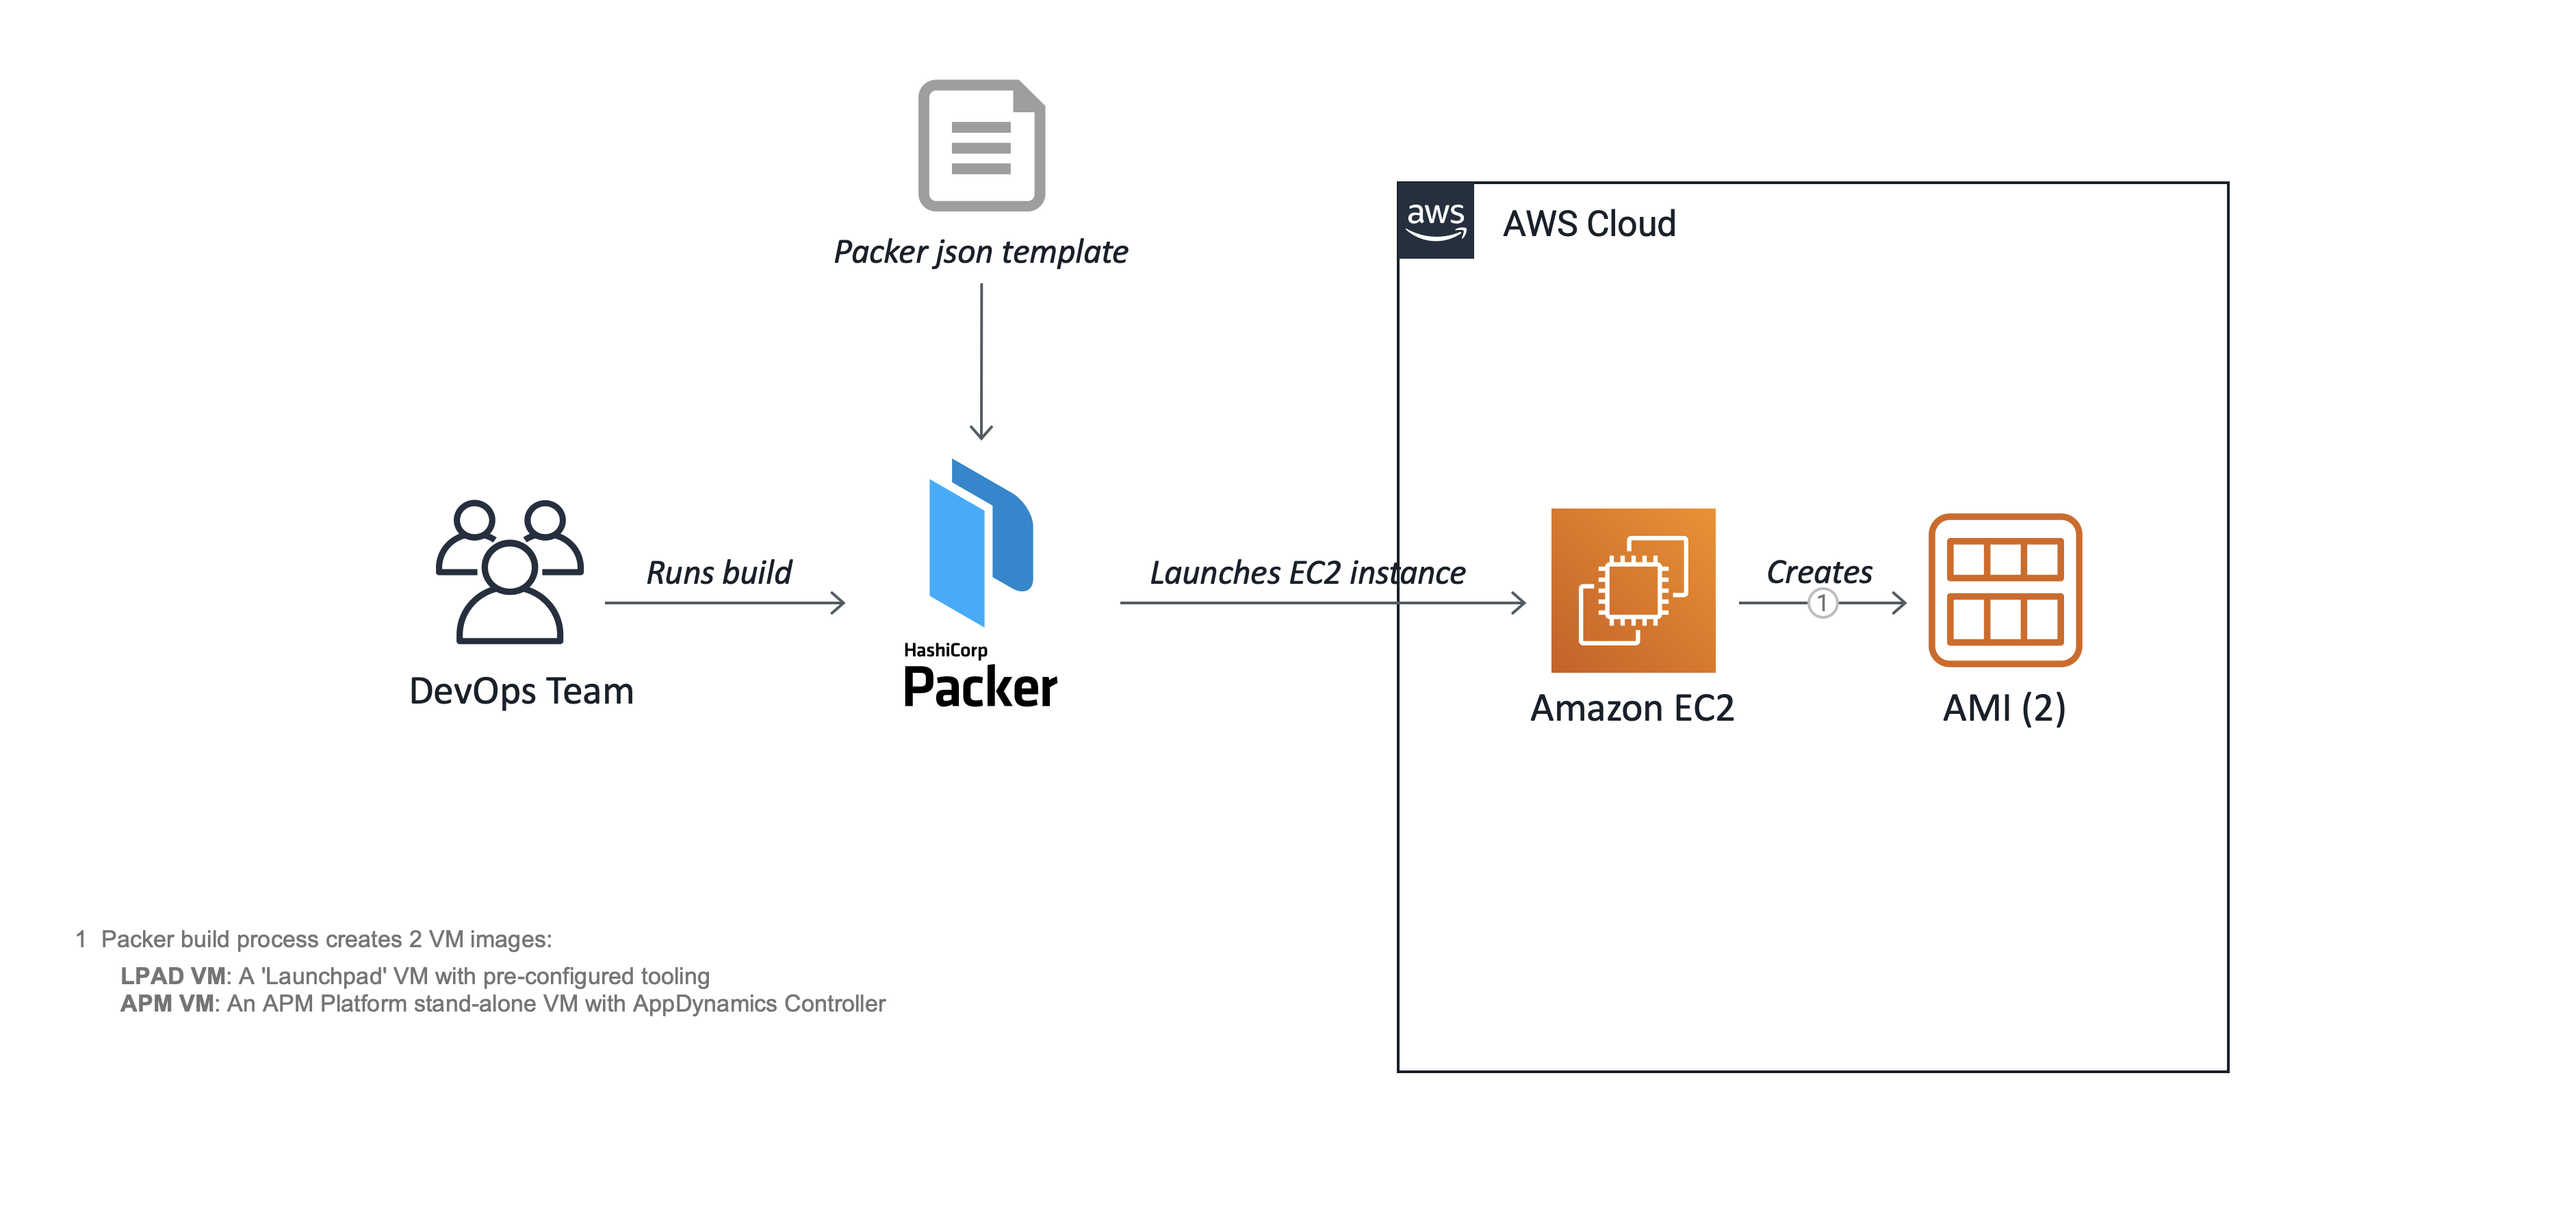 Packer json template
aws
AWS Cloud
Runs build
Launches EC2 instance
Creates
1
HashiCorp
Packer
DevOps Team
Amazon EC2
AMI (2)
1 Packer build process creates 2 VM images:
LPAD VM: A 'Launchpad' VM with pre-configured tooling
APM VM: An APM Platform stand-alone VM with AppDynamics Controller